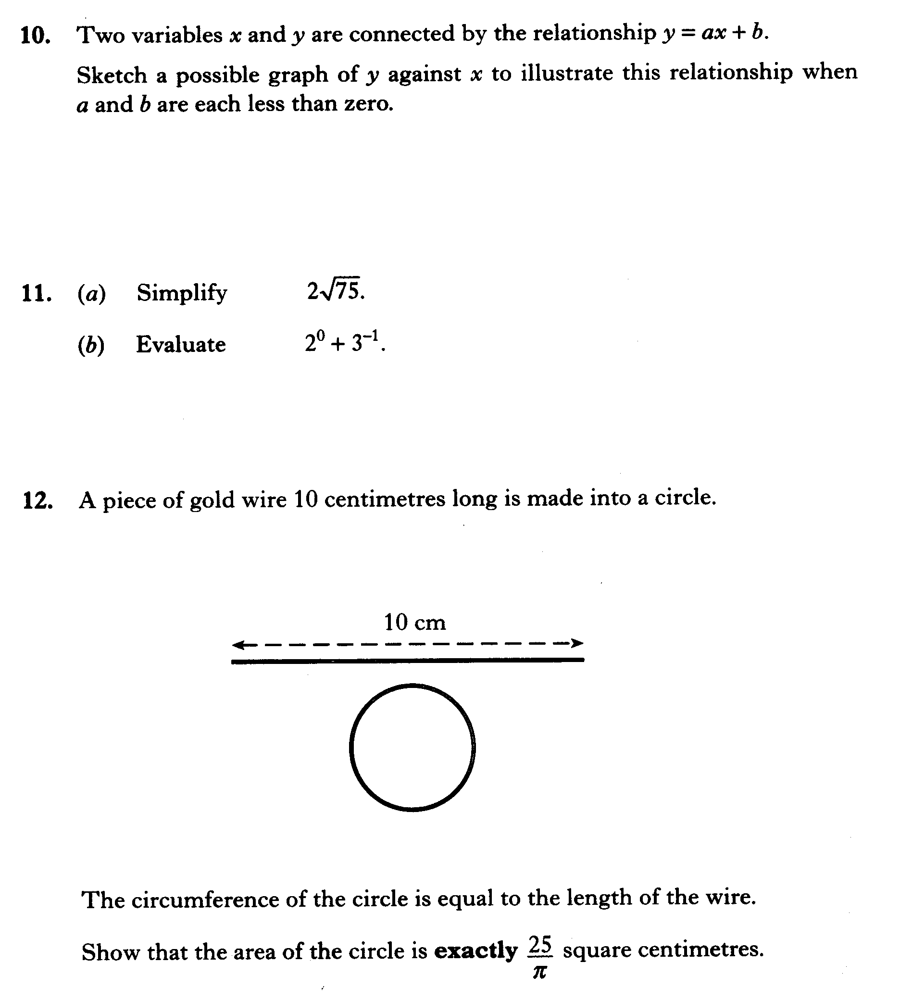 10. Two variables x and y are connected by the relationship y = ax + b.
Sketch a possible graph of y against x to illustrate this relationship when
a and b are each less than zero.
11. (a) Simplify 2√75.
(b) Evaluate 2⁰ + 3⁻¹.
12. A piece of gold wire 10 centimetres long is made into a circle.
10 cm
The circumference of the circle is equal to the length of the wire.
Show that the area of the circle is exactly 25/π square centimetres.